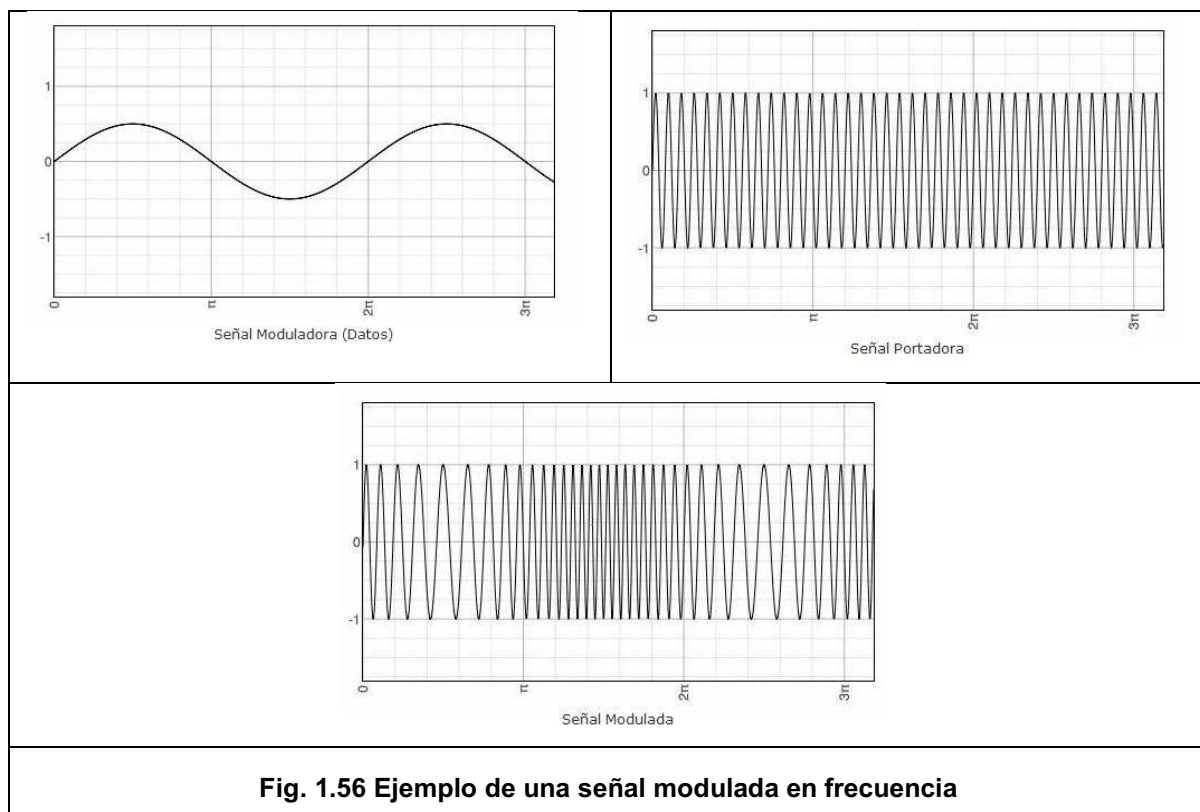 1
0
-1
0
π
2π
3π
Señal Moduladora (Datos)
1
0
-1
0
π
2π
3π
Señal Portadora
1
0
-1
0
π
2π
3π
Señal Modulada
Fig. 1.56 Ejemplo de una señal modulada en frecuencia